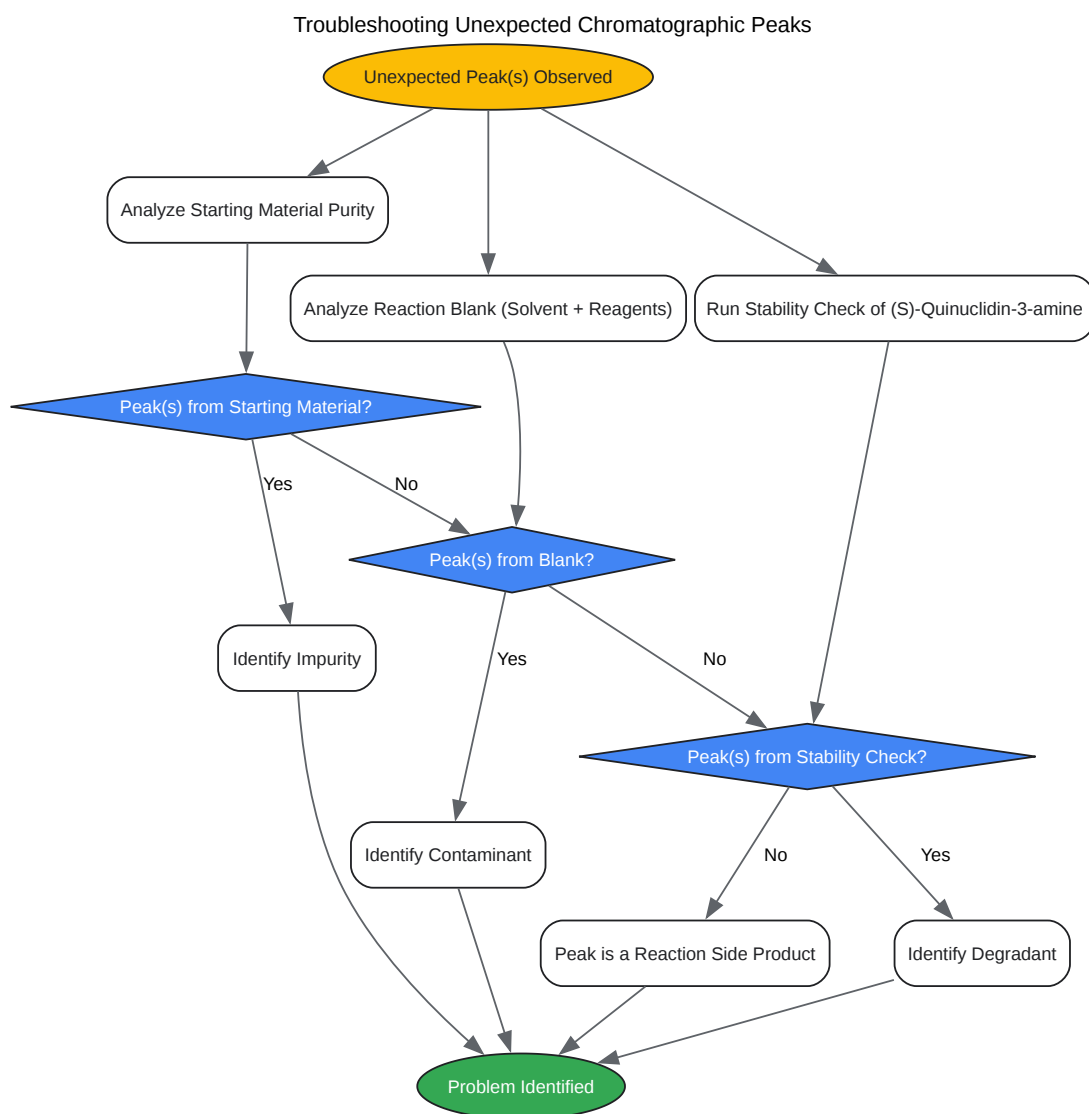 Troubleshooting Unexpected Chromatographic Peaks
Unexpected Peak(s) Observed
Analyze Starting Material Purity
Analyze Reaction Blank (Solvent + Reagents)
Run Stability Check of (S)-Quinuclidin-3-amine
Peak(s) from Starting Material?
Yes
No
Peak(s) from Blank?
Identify Impurity
Yes
No
Peak(s) from Stability Check?
Identify Contaminant
No
Yes
Peak is a Reaction Side Product
Identify Degradant
Problem Identified